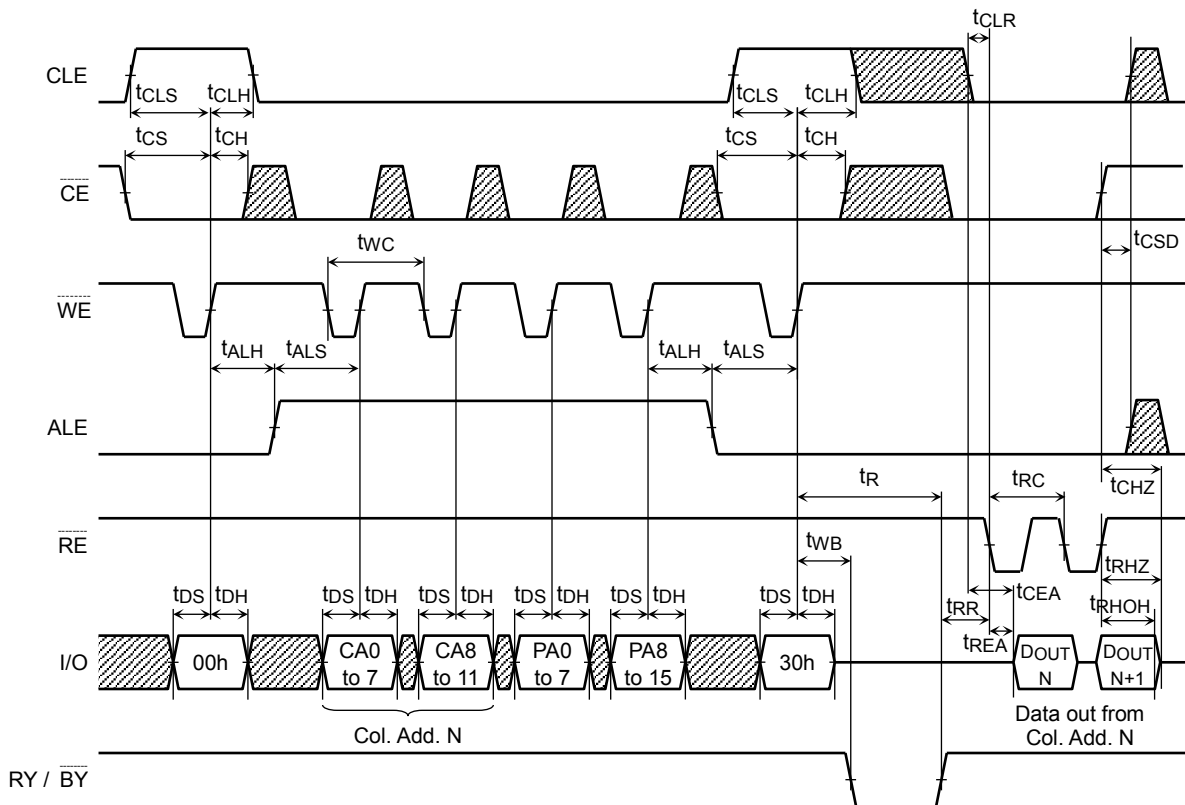 tCLR
CLE
tCLS tCLH tCLS tCLH
tCS tCH tCS tCH
CE
tCSD
tWC
WE
tALH tALS tALH tALS
ALE
tCHZ
tR tRC
RE
tWB
tRHZ
tCEA
tDS tDH tDS tDH tDS tDH tDS tDH tDS tDH tDS tDH
tRR tRHOH
tREA
I/O 00h CA0 to 7 CA8 to 11 PA0 to 7 PA8 to 15 30h DOUT N DOUT N+1
Col. Add. N
Data out from
Col. Add. N
RY / BY